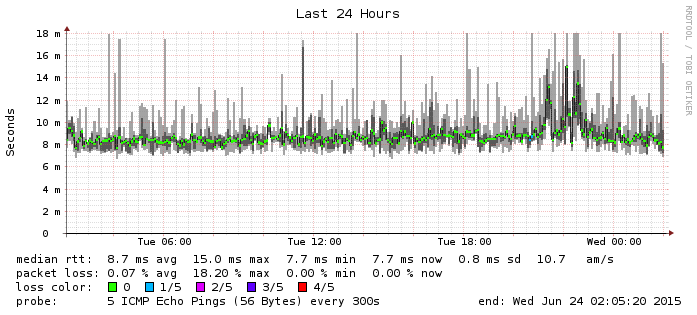 Last 24 Hours
RRDTOOL / TOBI OETIKER
Seconds
18 m
16 m
14 m
12 m
10 m
8 m
6 m
4 m
2 m
0
Tue 06:00 Tue 12:00 Tue 18:00 Wed 00:00
median rtt: 8.7 ms avg 15.0 ms max 7.7 ms min 7.7 ms now 0.8 ms sd 10.7 am/s
packet loss: 0.07 % avg 18.20 % max 0.00 % min 0.00 % now
loss color: 0 1/5 2/5 3/5 4/5
probe: 5 ICMP Echo Pings (56 Bytes) every 300s end: Wed Jun 24 02:05:20 2015